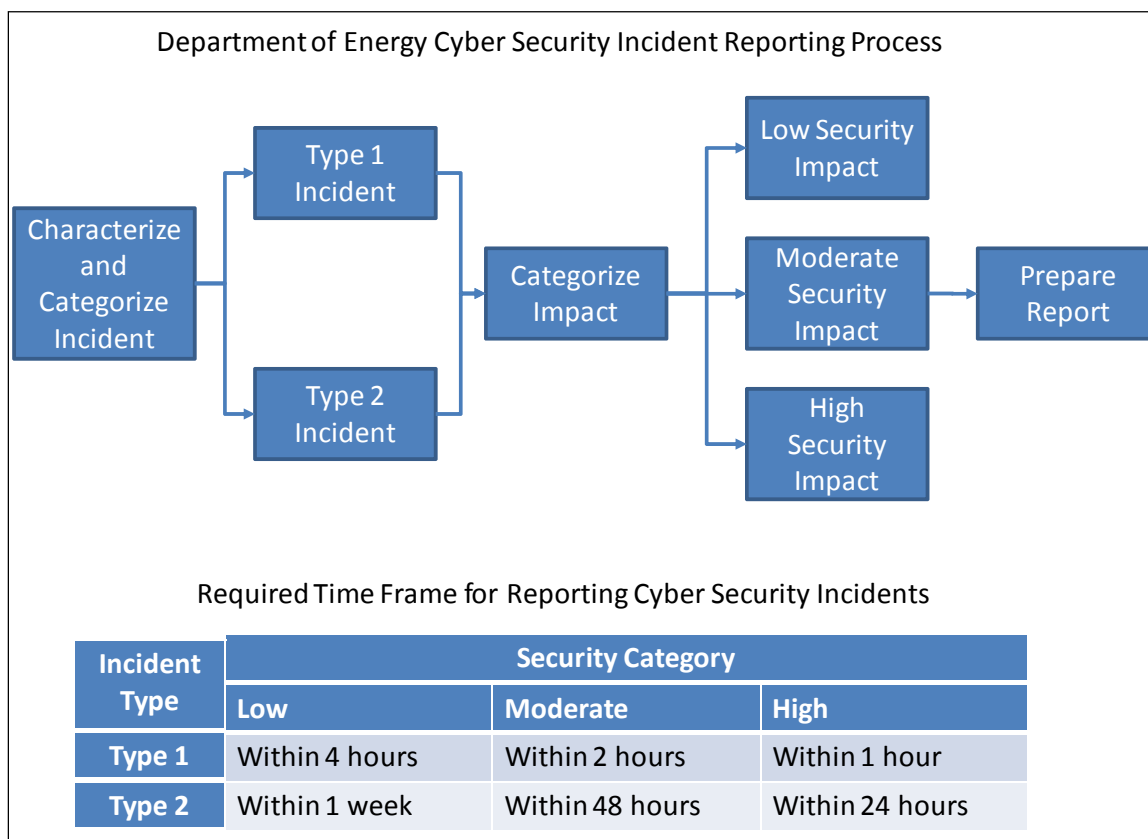 Department of Energy Cyber Security Incident Reporting Process
Characterize
and
Categorize
Incident
Type 1
Incident
Type 2
Incident
Categorize
Impact
Low Security
Impact
Moderate
Security
Impact
High
Security
Impact
Prepare
Report
Required Time Frame for Reporting Cyber Security Incidents
Incident
Type
Security Category
Low
Moderate
High
Type 1
Within 4 hours
Within 2 hours
Within 1 hour
Type 2
Within 1 week
Within 48 hours
Within 24 hours